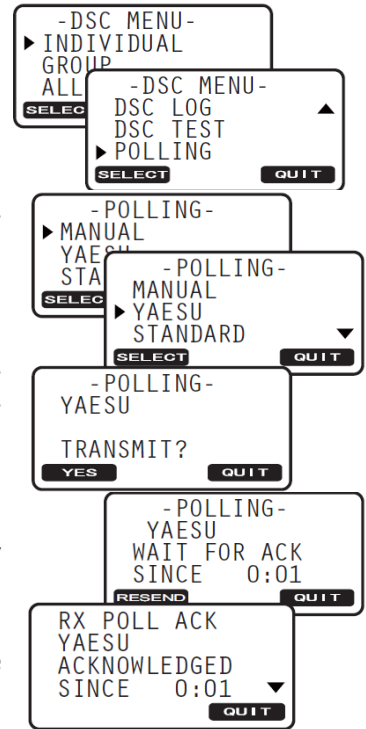 -DSC MENU-
INDIVIDUAL
GROUP
ALL
SELEC
-DSC MENU-
DSC LOG
DSC TEST
POLLING
SELECT QUIT
-POLLING-
MANUAL
YAESU
STA
SELEC
-POLLING-
MANUAL
YAESU
STANDARD
SELECT QUIT
-POLLING-
YAESU
TRANSMIT?
YES QUIT
-POLLING-
YAESU
WAIT FOR ACK
SINCE 0:01
RESEND QUIT
RX POLL ACK
YAESU
ACKNOWLEDGED
SINCE 0:01
QUIT